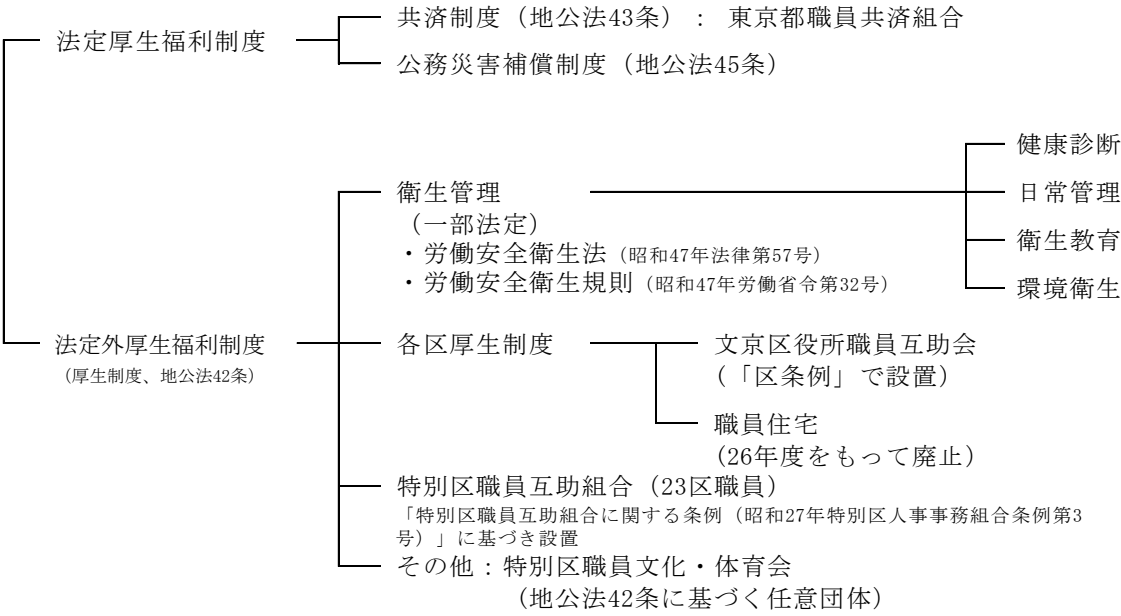 法定厚生福利制度
共済制度（地公法43条）： 東京都職員共済組合
公務災害補償制度（地公法45条）
法定外厚生福利制度
（厚生制度、地公法42条）
衛生管理
（一部法定）
・労働安全衛生法（昭和47年法律第57号）
・労働安全衛生規則（昭和47年労働省令第32号）
健康診断
日常管理
衛生教育
環境衛生
各区厚生制度
文京区役所職員互助会
（「区条例」で設置）
職員住宅
（26年度をもって廃止）
特別区職員互助組合（23区職員）
「特別区職員互助組合に関する条例（昭和27年特別区人事事務組合条例第3
号）」に基づき設置
その他：特別区職員文化・体育会
（地公法42条に基づく任意団体）